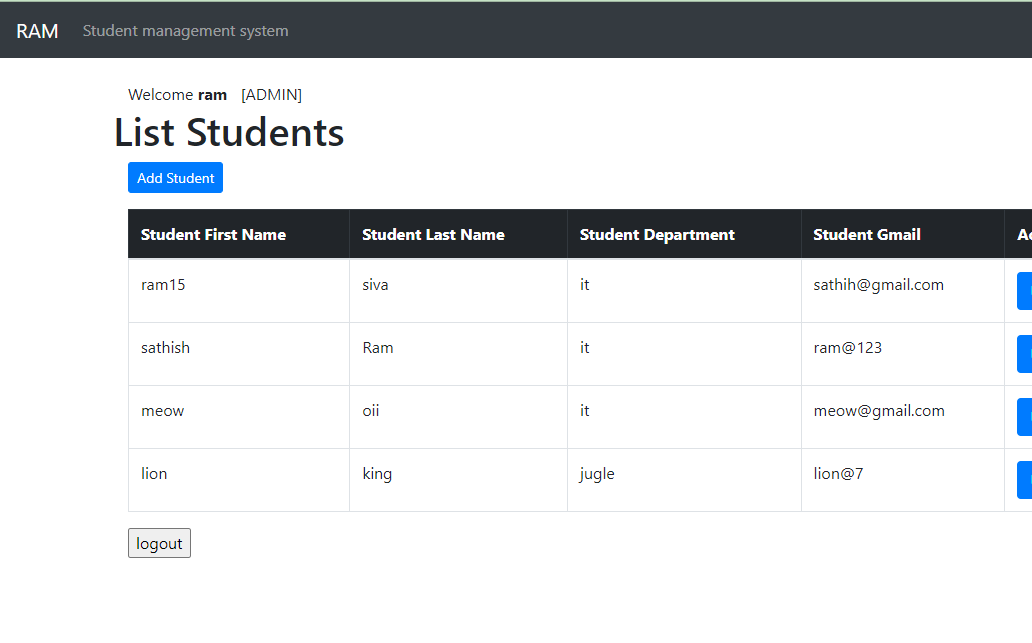 RAM Student management system
Welcome ram [ADMIN]
List Students
Add Student
Student First Name Student Last Name Student Department Student Gmail
ram15 siva it sathih@gmail.com
sathish Ram it ram@123
meow oii it meow@gmail.com
lion king jugle lion@7
logout